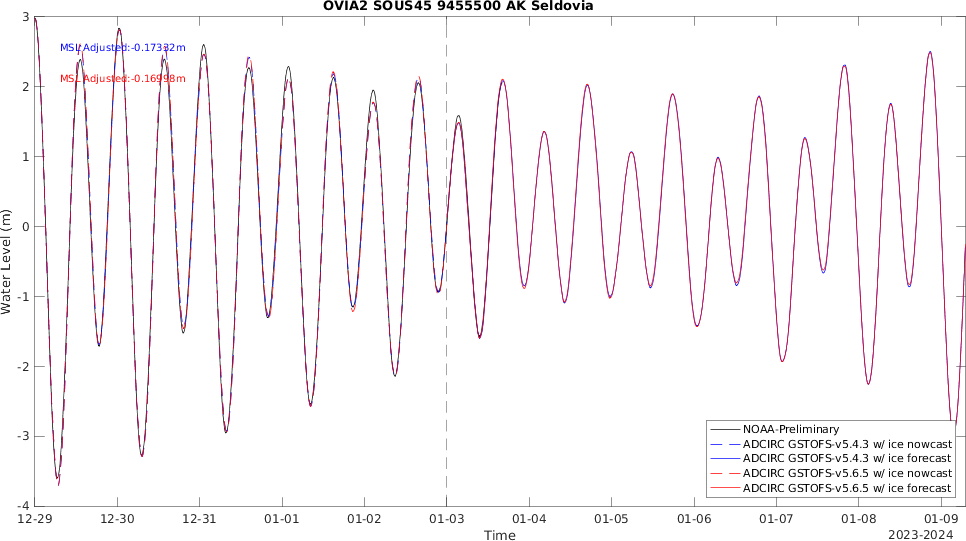 OVIA2 SOUS45 9455500 AK Seldovia
MSL Adjusted:-0.17332m
MSL Adjusted:-0.16998m
3
2
1
0
-1
-2
-3
-4
Water Level (m)
NOAA-Preliminary
ADCIRC GSTOFS-v5.4.3 w/ ice nowcast
ADCIRC GSTOFS-v5.4.3 w/ ice forecast
ADCIRC GSTOFS-v5.6.5 w/ ice nowcast
ADCIRC GSTOFS-v5.6.5 w/ ice forecast
12-29 12-30 12-31 01-01 01-02 01-03 01-04 01-05 01-06 01-07 01-08 01-09
Time
2023-2024